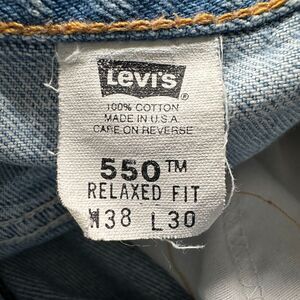 Levi's ®
100% COTTON
MADE IN U.S.A
CARE ON REVERSE
550™
RELAXED FIT
W38 L30